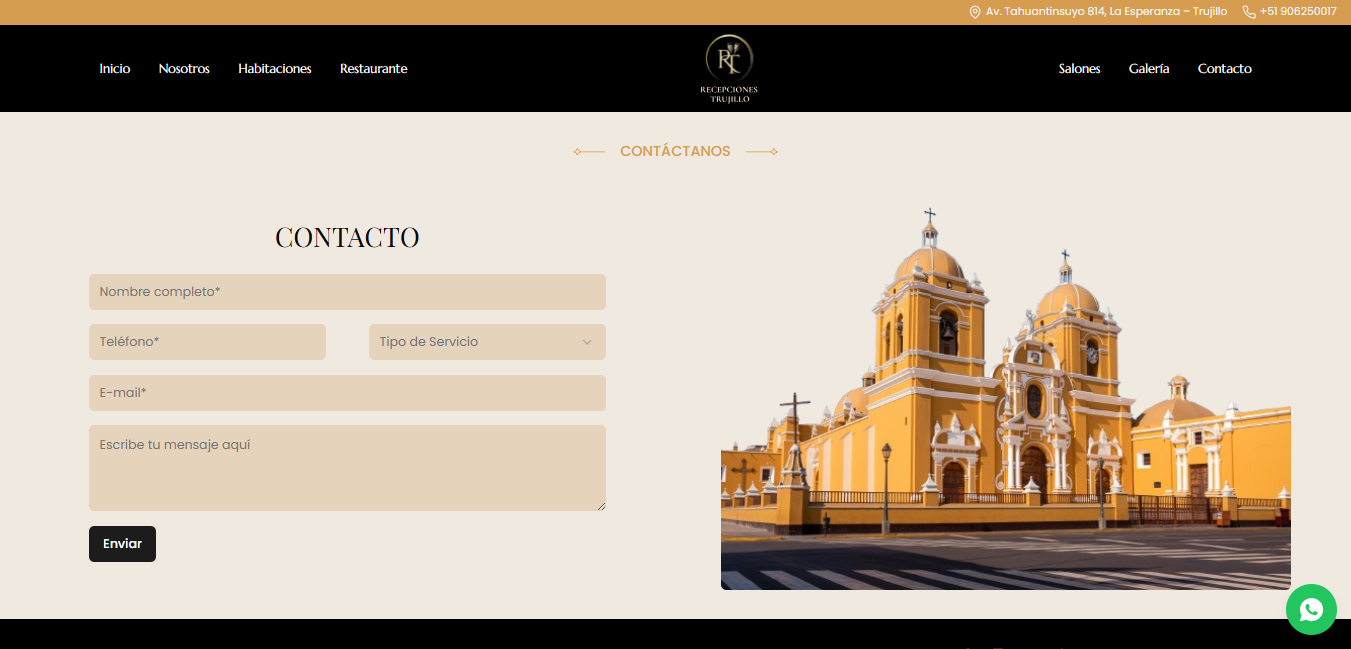 Av. Tahuantinsuyo 814, La Esperanza – Trujillo +51 906250017
Inicio Nosotros Habitaciones Restaurante
RT
RECEPCIONES
TRUJILLO
Salones Galería Contacto
CONTÁCTANOS
CONTACTO
Nombre completo*
Teléfono* Tipo de Servicio
E-mail*
Escribe tu mensaje aquí
Enviar